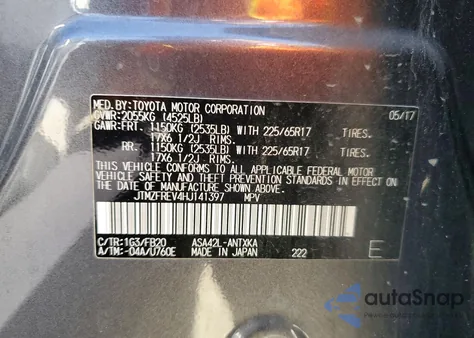 MFD.BY:TOYOTA MOTOR CORPORATION 05/17
GVWR:2055KG (4525LB)
GAWR:FRT. 1150KG (2535LB) WITH 225/65R17 TIRES.
17X6 1/2J RIMS.
RR. 1150KG (2535LB) WITH 225/65R17 TIRES.
17X6 1/2J RIMS.
THIS VEHICLE CONFORMS TO ALL APPLICABLE FEDERAL MOTOR
VEHICLE SAFETY AND THEFT PREVENTION STANDARDS IN EFFECT
ON THE DATE OF MANUFACTURE SHOWN ABOVE.
JTMZFREV4HJ141397 MPV
C/TR:1G3/FB20 ASA42L-ANTXKA
A/TM:-04A/U760E MADE IN JAPAN 222 E
autoSnap